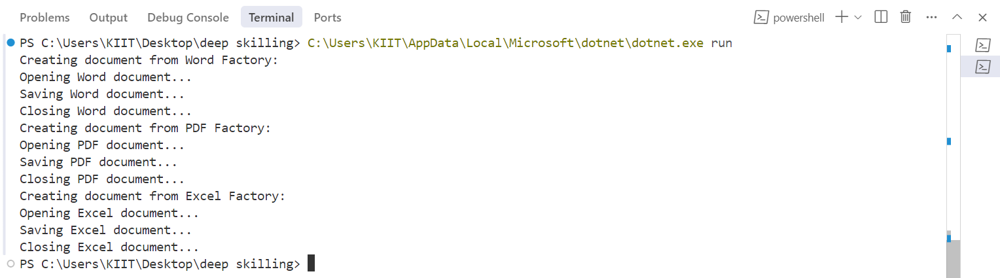 Problems Output Debug Console Terminal Ports powershell
PS C:\Users\KIIT\Desktop\deep skilling> C:\Users\KIIT\AppData\Local\Microsoft\dotnet\dotnet.exe run
Creating document from Word Factory:
Opening Word document...
Saving Word document...
Closing Word document...
Creating document from PDF Factory:
Opening PDF document...
Saving PDF document...
Closing PDF document...
Creating document from Excel Factory:
Opening Excel document...
Saving Excel document...
Closing Excel document...
PS C:\Users\KIIT\Desktop\deep skilling>